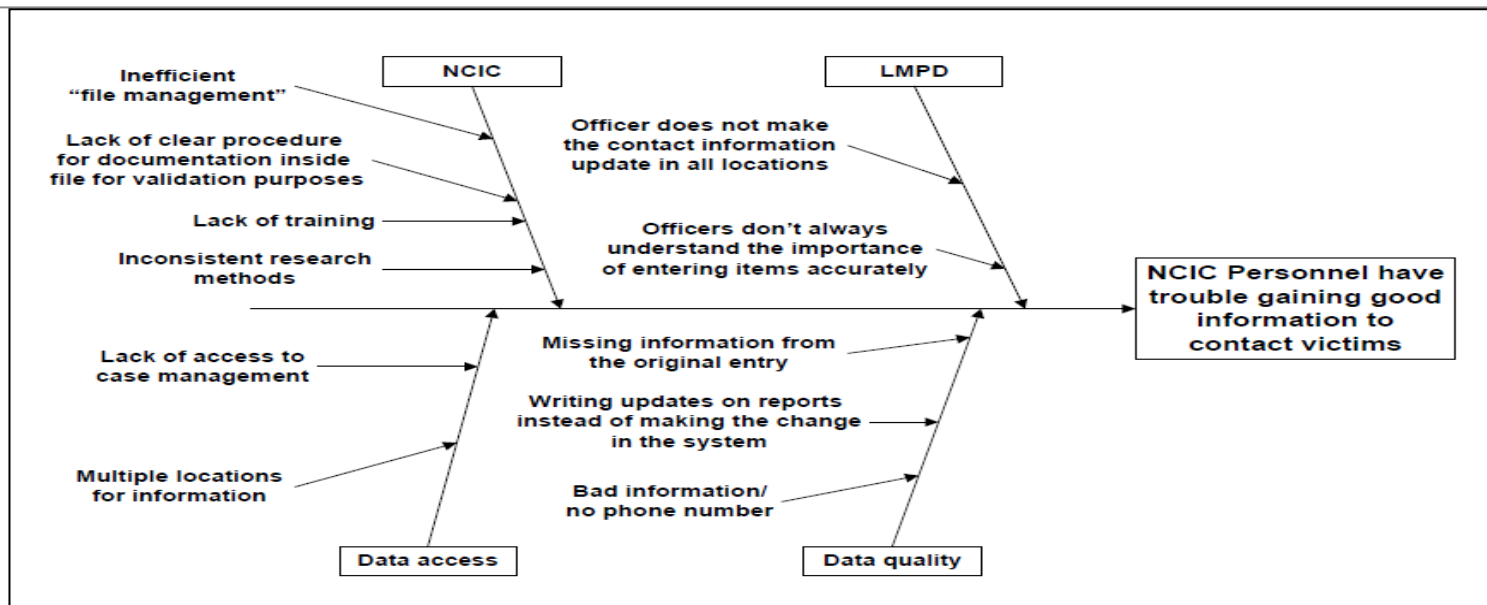 NCIC
Inefficient
“file management”
Lack of clear procedure
for documentation inside
file for validation purposes
Lack of training
Inconsistent research
methods
LMPD
Officer does not make
the contact information
update in all locations
Officers don’t always
understand the importance
of entering items accurately
NCIC Personnel have
trouble gaining good
information to
contact victims
Lack of access to
case management
Multiple locations
for information
Data access
Missing information from
the original entry
Writing updates on reports
instead of making the change
in the system
Bad information/
no phone number
Data quality